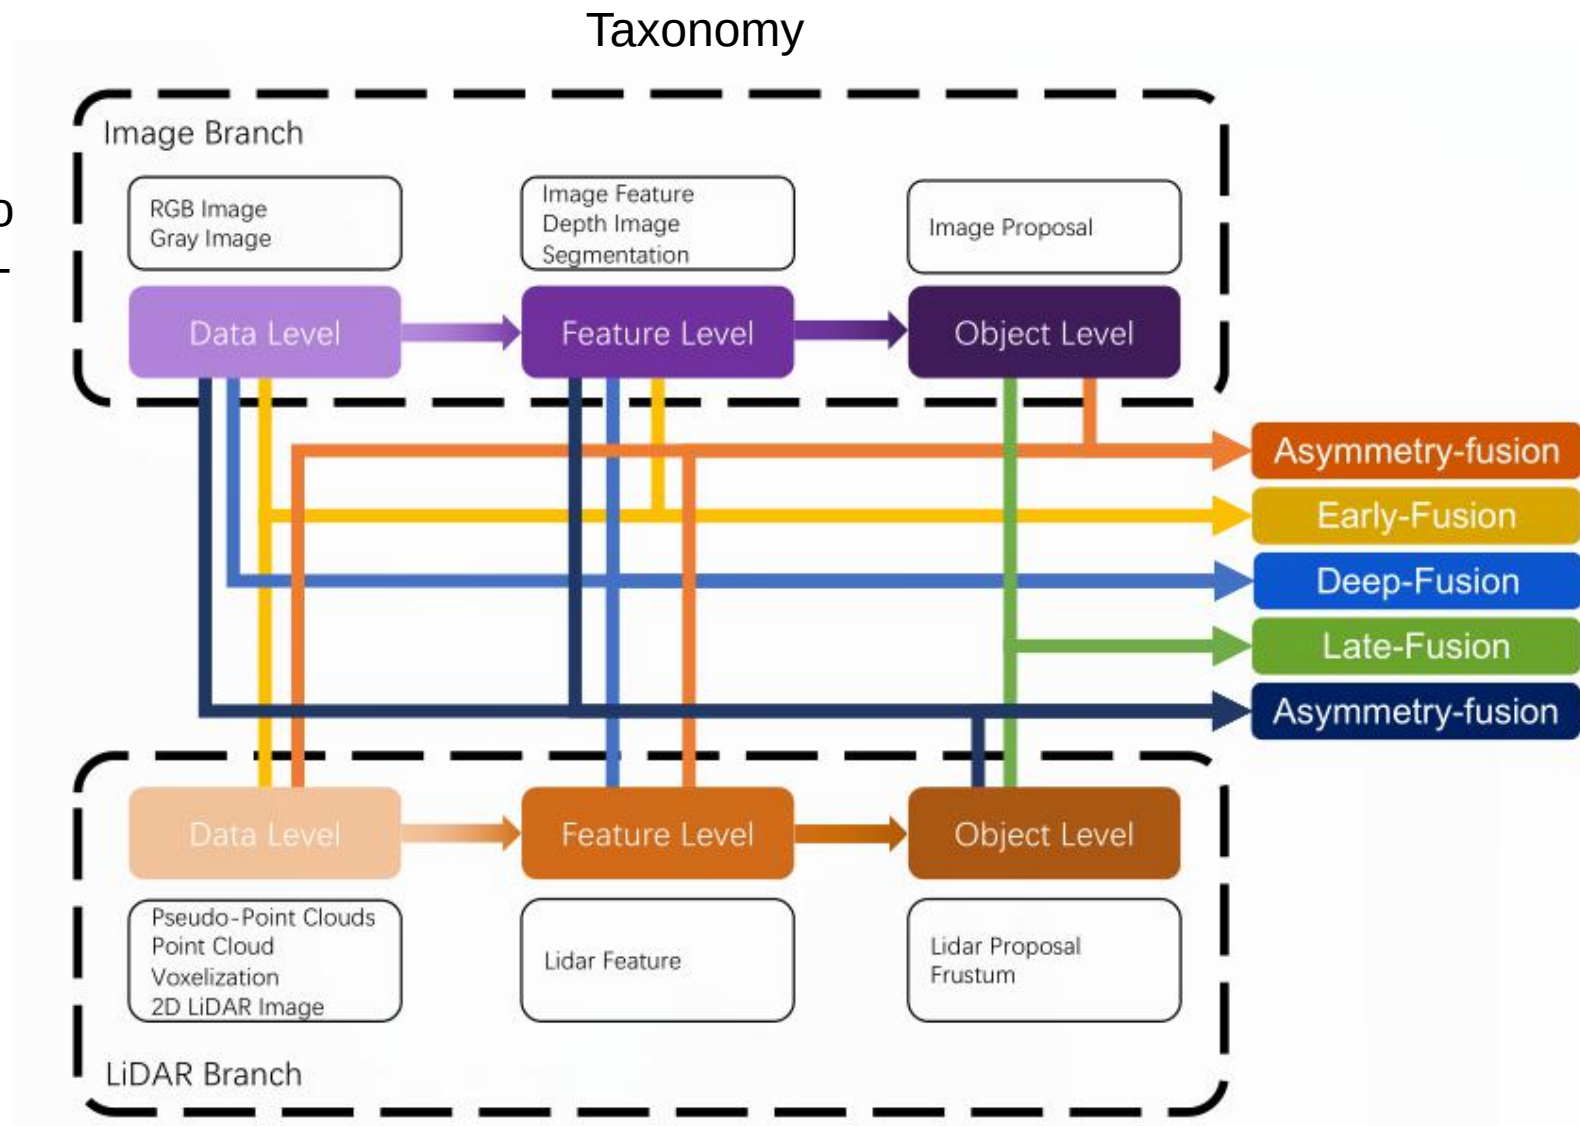 Taxonomy
Image Branch
RGB Image
Gray Image
Image Feature
Depth Image
Segmentation
Image Proposal
Data Level
Feature Level
Object Level
Asymmetry-fusion
Early-Fusion
Deep-Fusion
Late-Fusion
Asymmetry-fusion
Data Level
Feature Level
Object Level
Pseudo-Point Clouds
Point Cloud
Voxelization
2D LiDAR Image
Lidar Feature
Lidar Proposal
Frustum
LiDAR Branch